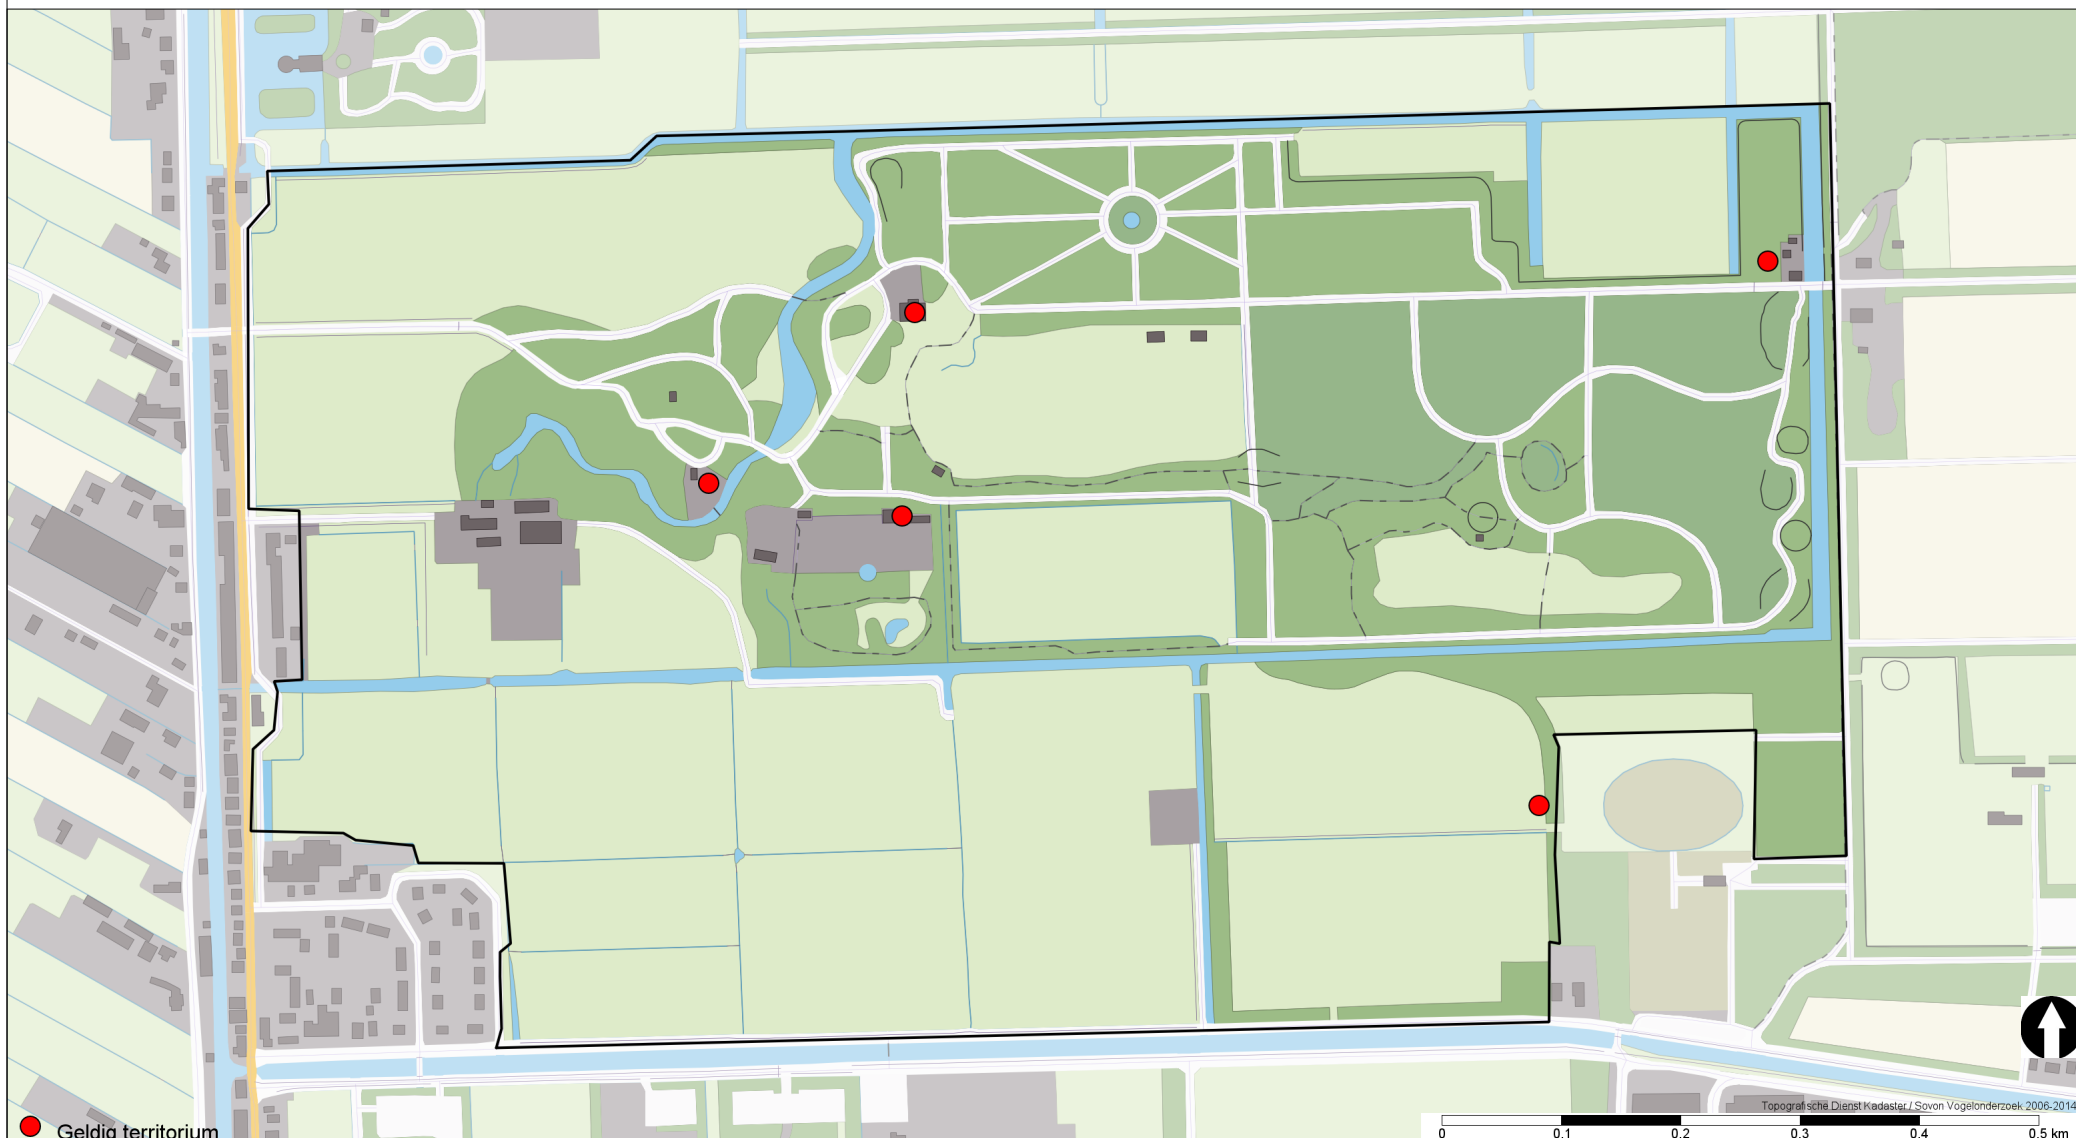 Topografische Dienst Kadaster / Sovon Vogelonderzoek 2006-2014
Geldig territorium
0 0.1 0.2 0.3 0.4 0.5 km